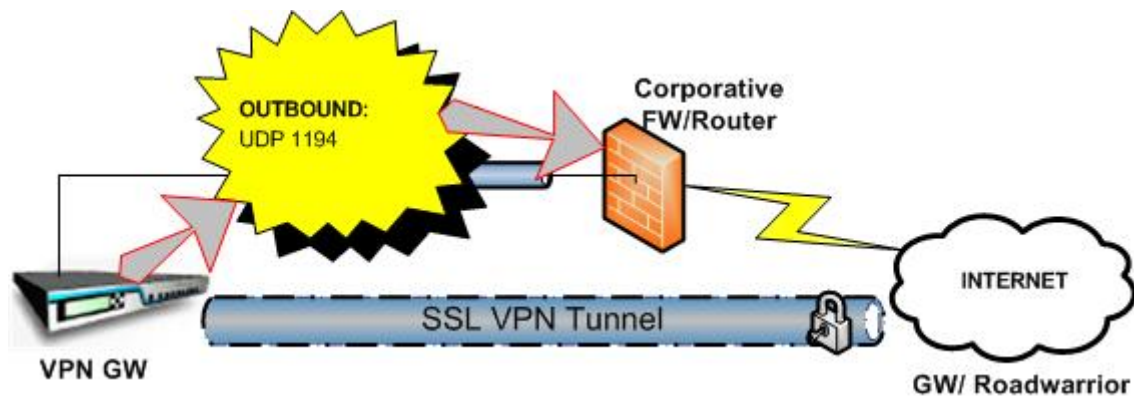 OUTBOUND:
UDP 1194
Corporative
FW/Router
INTERNET
SSL VPN Tunnel
VPN GW
GW/ Roadwarrior